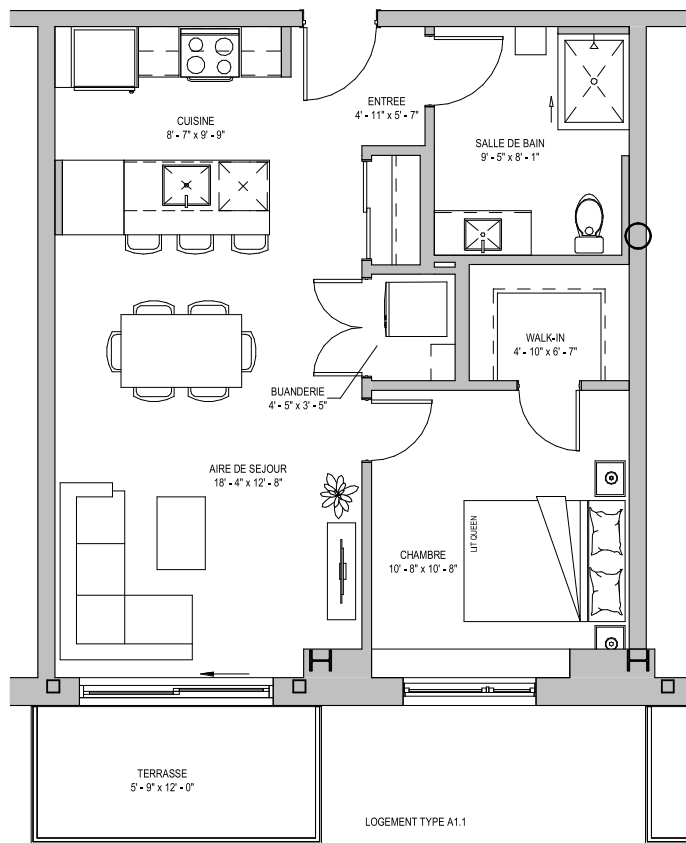 ENTREE
4' - 11" x 5' - 7"
CUISINE
8' - 7" x 9' - 9"
SALLE DE BAIN
9' - 5" x 8' - 1"
WALK-IN
4' - 10" x 6' - 7"
BUANDERIE
4' - 5" x 3' - 5"
AIRE DE SEJOUR
18' - 4" x 12' - 8"
LIT QUEEN
CHAMBRE
10' - 8" x 10' - 8"
TERRASSE
5' - 9" x 12' - 0"
LOGEMENT TYPE A1.1